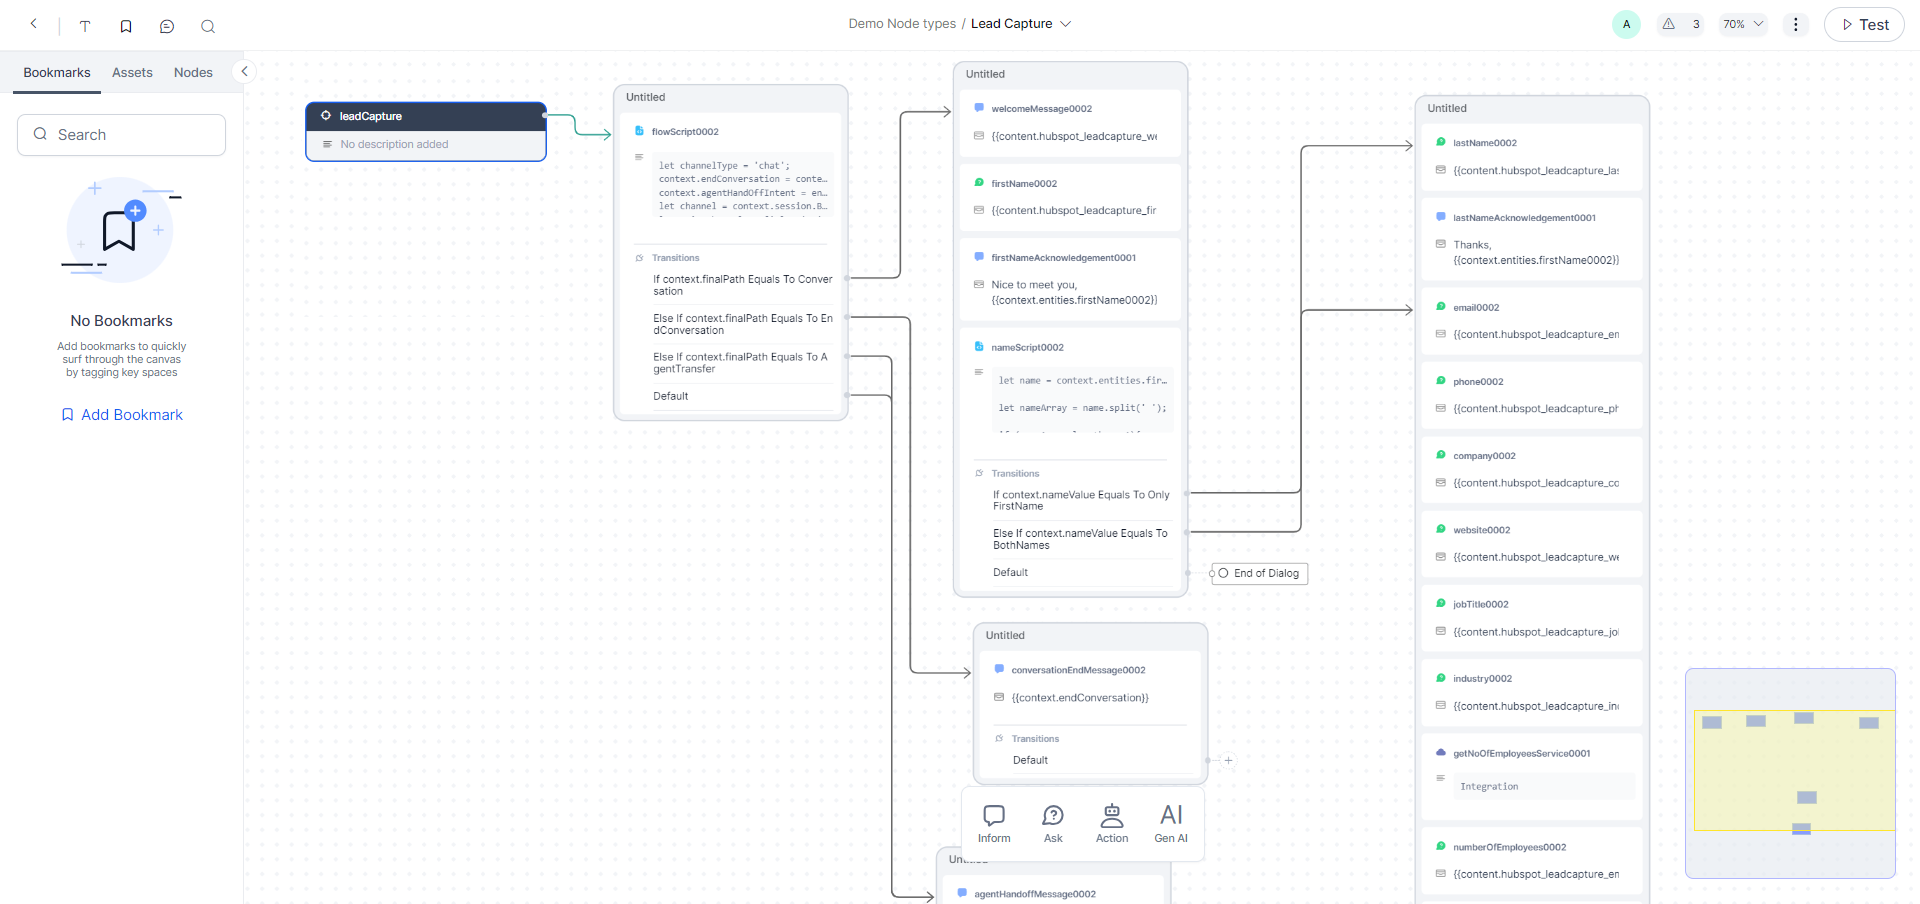 Demo Node types / Lead Capture
A
3
70%
Test
Bookmarks
Assets
Nodes
Search
No Bookmarks
Add bookmarks to quickly
surf through the canvas
by tagging key spaces
Add Bookmark
leadCapture
No description added
Untitled
flowScript0002
let channelType = 'chat';
context.endConversation = conte…
context.agentHandOffIntent = en…
let channel = context.session.B…
Transitions
If context.finalPath Equals To Conver
sation
Else If context.finalPath Equals To En
dConversation
Else If context.finalPath Equals To A
gentTransfer
Default
Untitled
welcomeMessage0002
{{content.hubspot_leadcapture_we
firstName0002
{{content.hubspot_leadcapture_fir
firstNameAcknowledgement0001
Nice to meet you,
{{context.entities.firstName0002}}
nameScript0002
let name = context.entities.fir…
let nameArray = name.split(' ');
Transitions
If context.nameValue Equals To Only
FirstName
Else If context.nameValue Equals To
BothNames
Default
End of Dialog
Untitled
conversationEndMessage0002
{{context.endConversation}}
Transitions
Default
Inform
Ask
Action
AI
Gen AI
Untitled
agentHandoffMessage0002
Untitled
lastName0002
{{content.hubspot_leadcapture_las
lastNameAcknowledgement0001
Thanks,
{{context.entities.firstName0002}}
email0002
{{content.hubspot_leadcapture_em
phone0002
{{content.hubspot_leadcapture_ph
company0002
{{content.hubspot_leadcapture_co
website0002
{{content.hubspot_leadcapture_we
jobTitle0002
{{content.hubspot_leadcapture_jo
industry0002
{{content.hubspot_leadcapture_in
getNoOfEmployeesService0001
Integration
numberOfEmployees0002
{{content.hubspot_leadcapture_en